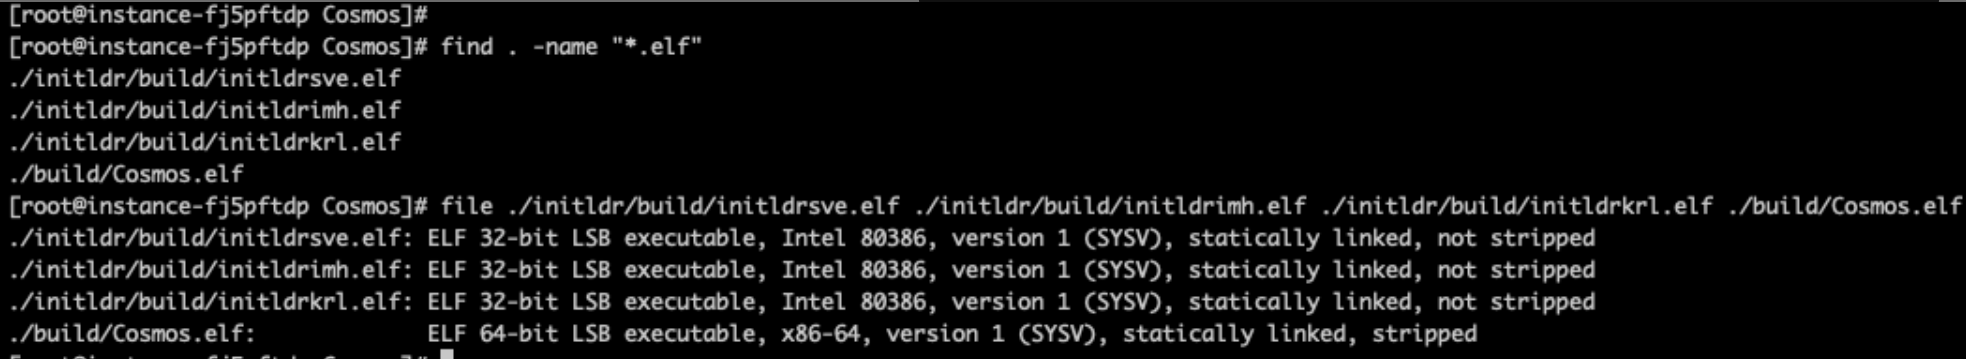 [root@instance-fj5pftdp Cosmos]#
[root@instance-fj5pftdp Cosmos]# find . -name "*.elf"
./initldr/build/initldrsve.elf
./initldr/build/initldrimh.elf
./initldr/build/initldrkrl.elf
./build/Cosmos.elf
[root@instance-fj5pftdp Cosmos]# file ./initldr/build/initldrsve.elf ./initldr/build/initldrimh.elf ./initldr/build/initldrkrl.elf ./build/Cosmos.elf
./initldr/build/initldrsve.elf: ELF 32-bit LSB executable, Intel 80386, version 1 (SYSV), statically linked, not stripped
./initldr/build/initldrimh.elf: ELF 32-bit LSB executable, Intel 80386, version 1 (SYSV), statically linked, not stripped
./initldr/build/initldrkrl.elf: ELF 32-bit LSB executable, Intel 80386, version 1 (SYSV), statically linked, not stripped
./build/Cosmos.elf:             ELF 64-bit LSB executable, x86-64, version 1 (SYSV), statically linked, stripped
[root@instance-fj5pftdp Cosmos]#